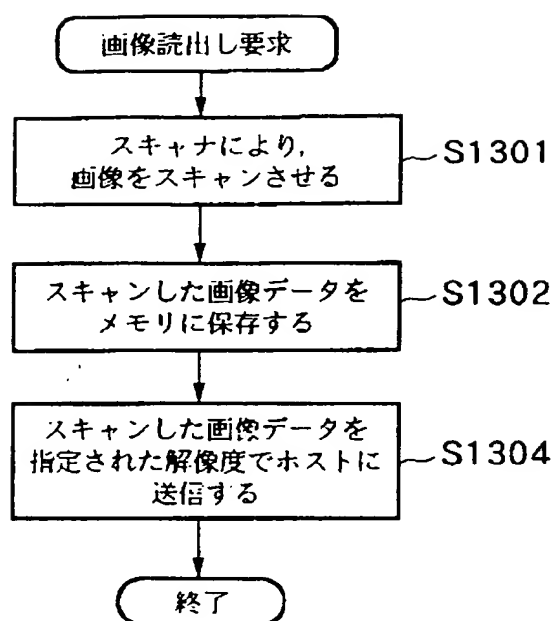 画像読出し要求
スキャナにより,
画像をスキャンさせる
S1301
スキャンした画像データを
メモリに保存する
S1302
スキャンした画像データを
指定された解像度でホストに
送信する
S1304
終了